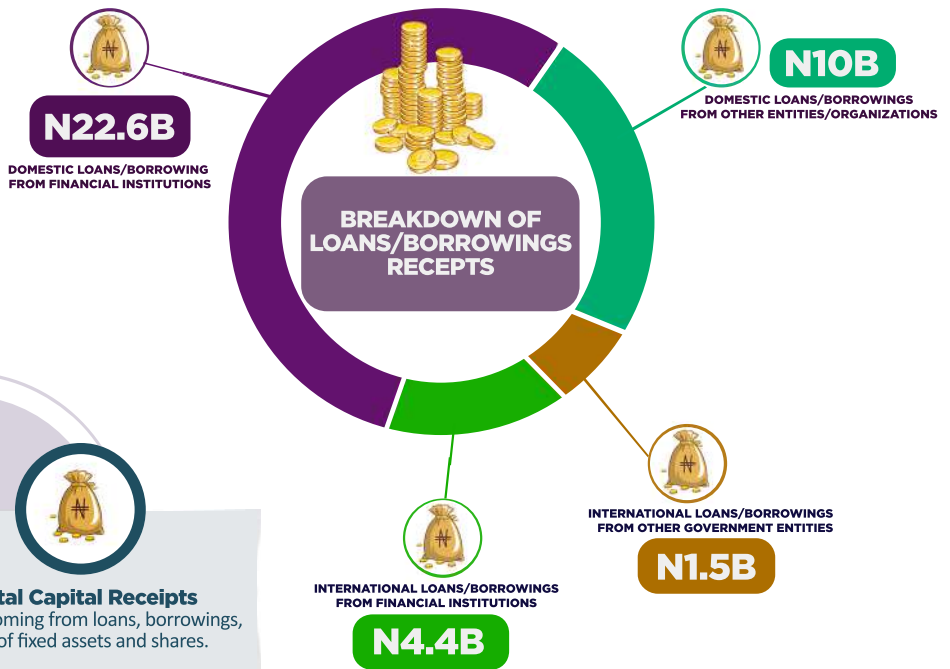 N22.6B
DOMESTIC LOANS/BORROWING
FROM FINANCIAL INSTITUTIONS
N10B
DOMESTIC LOANS/BORROWINGS
FROM OTHER ENTITIES/ORGANIZATIONS
BREAKDOWN OF
LOANS/BORROWINGS
RECEPTS
INTERNATIONAL LOANS/BORROWINGS
FROM OTHER GOVERNMENT ENTITIES
N1.5B
INTERNATIONAL LOANS/BORROWINGS
FROM FINANCIAL INSTITUTIONS
N4.4B
tal Capital Receipts
oming from loans, borrowings,
of fixed assets and shares.